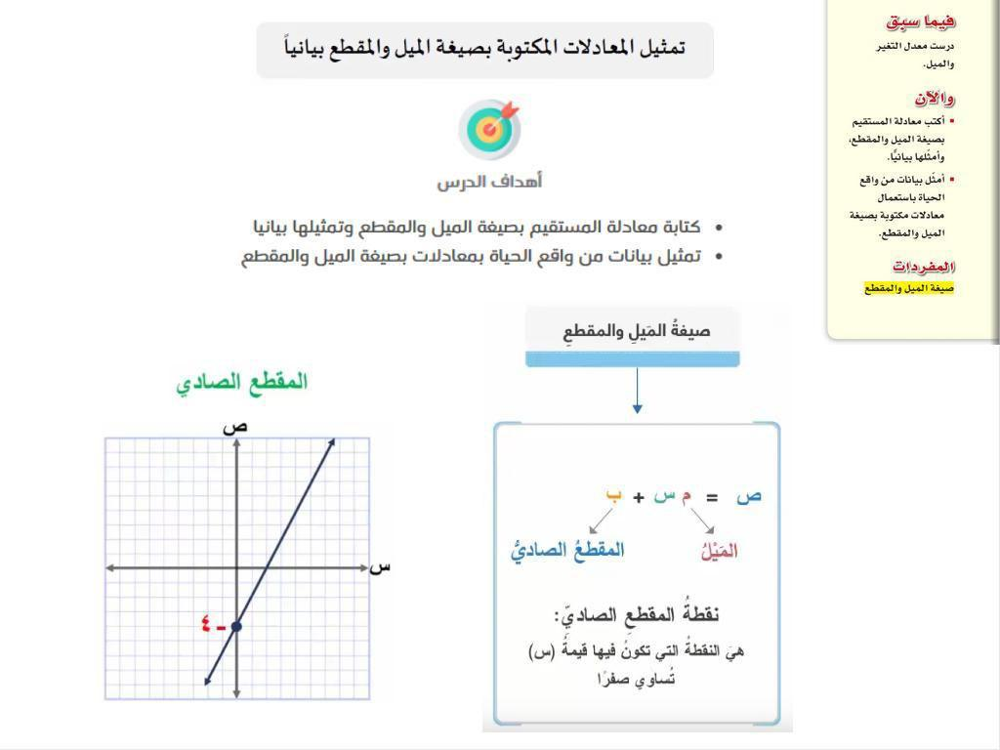 تمثيل المعادلات المكتوبة بصيغة الميل والمقطع بيانياً
أهداف الدرس
• كتابة معادلة المستقيم بصيغة الميل والمقطع وتمثيلها بيانيا
• تمثيل بيانات من واقع الحياة بمعادلات بصيغة الميل والمقطع
فيما سبق
درست معدل التغير
والميل.
والآن
▪ أكتب معادلة المستقيم
بصيغة الميل والمقطع،
وأمثلها بيانيًّا.
▪ أمثّل بيانات من واقع
الحياة باستعمال
معادلات مكتوبة بصيغة
الميل والمقطع.
المفردات
صيغة الميل والمقطع
صيغةُ المَيلِ والمقطعِ
ص = م س + ب
المَيْلُ
المقطعُ الصاديُّ
نقطةُ المقطعِ الصاديّ:
هيَ النقطةُ التي تكونُ فيها قيمةُ (س)
تُساوي صفرًا
المقطع الصادي
ص
س
- ٤